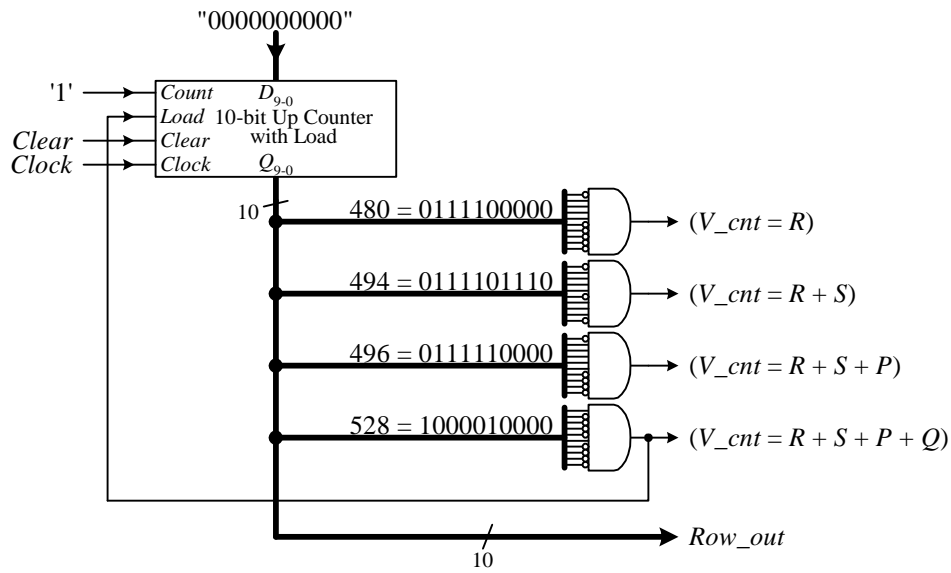 "0000000000"
'1'
Count
D9-0
Load
10-bit Up Counter
with Load
Clear
Clear
Clock
Clock
Q9-0
10
480 = 0111100000
(V_cnt = R)
494 = 0111101110
(V_cnt = R + S)
496 = 0111110000
(V_cnt = R + S + P)
528 = 1000010000
(V_cnt = R + S + P + Q)
Row_out
10